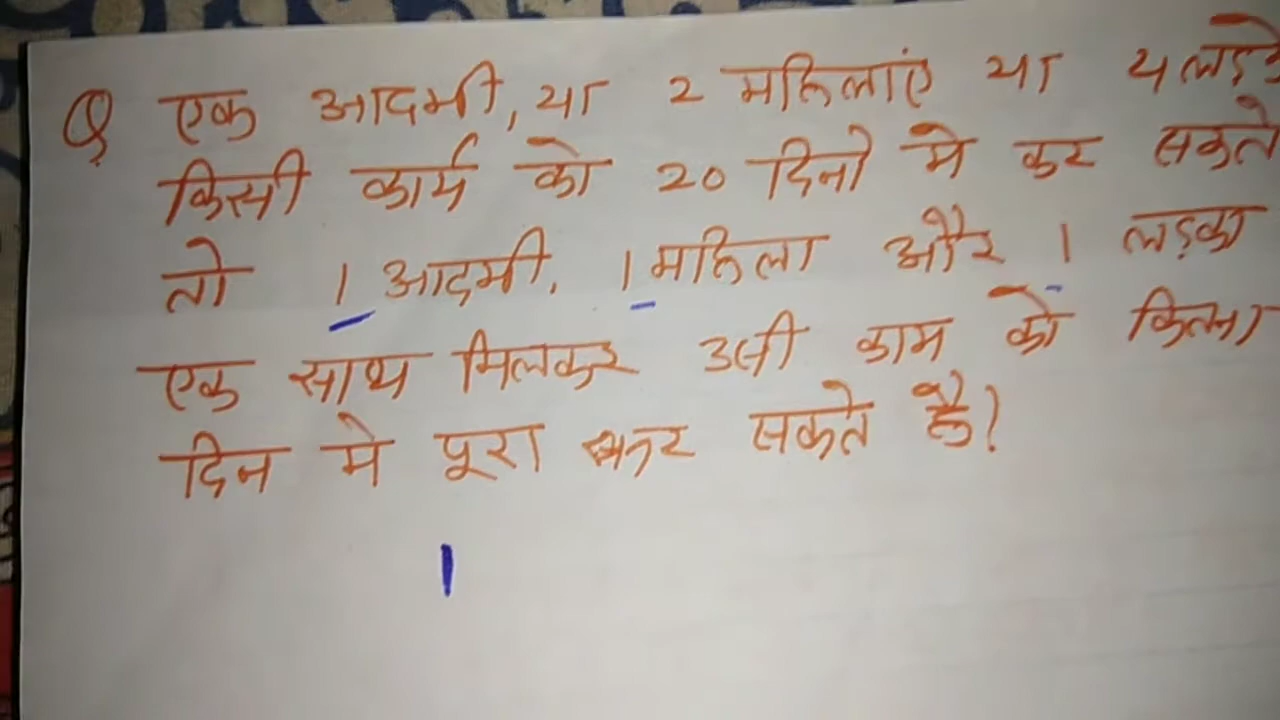 Q एक आदमी, या 2 महिलाएं या 4 लड़के
किसी कार्य को 20 दिनो मे कर सकते
तो 1 आदमी, 1 महिला और 1 लड़का
एक साथ मिलकर उसी काम को कितना
दिन मे पूरा कर सकते है?
1